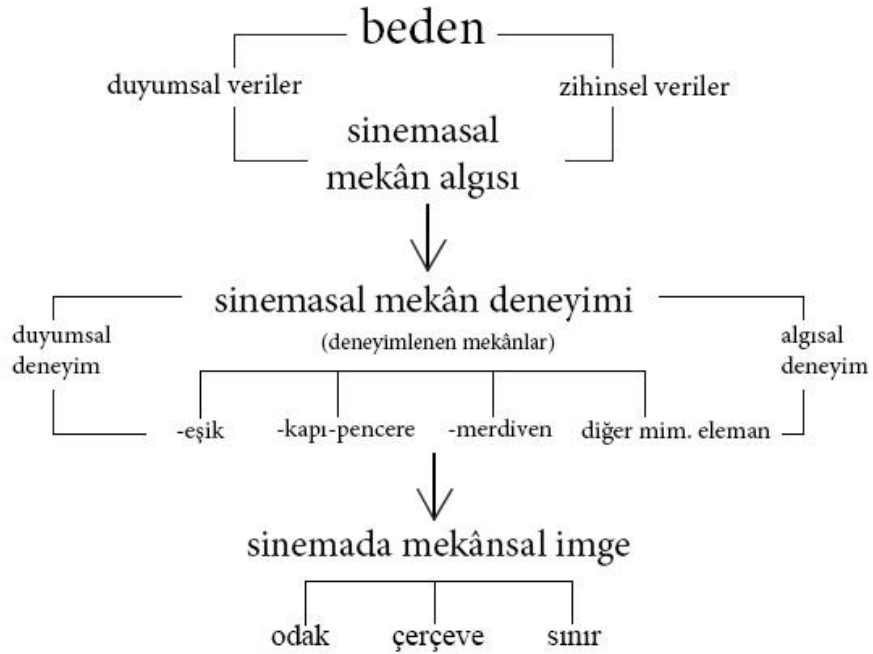 beden
duyumsal veriler
zihinsel veriler
sinemasal
mekân algısı
sinemasal mekân deneyimi
(deneyimlenen mekânlar)
duyumsal
deneyim
algısal
deneyim
-eşik
-kapı-pencere
-merdiven
diğer mim. eleman
sinemada mekânsal imge
odak
çerçeve
sınır